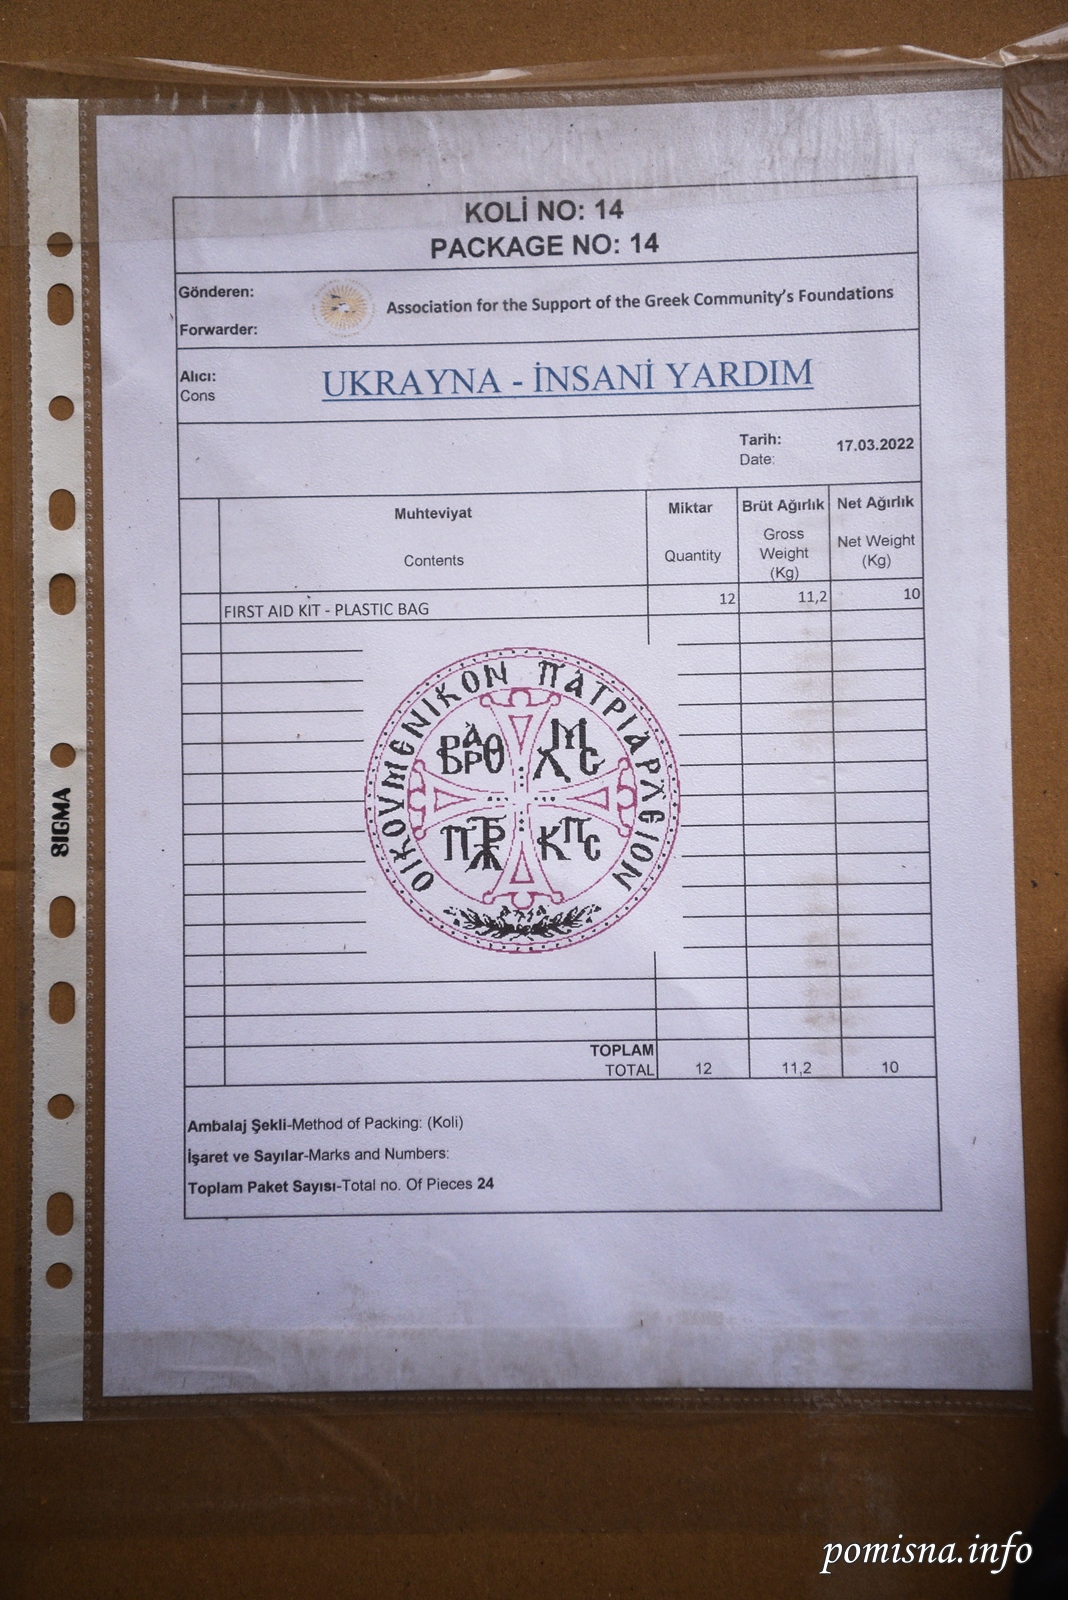 KOLİ NO: 14
PACKAGE NO: 14
Gönderen:
Forwarder:
Association for the Support of the Greek Community's Foundations
Alıcı:
Cons
UKRAYNA - İNSANİ YARDIM
Tarih:
Date:
17.03.2022
Muhteviyat
Contents
Miktar
Quantity
Brüt Ağırlık
Gross
Weight
(Kg)
Net Ağırlık
Net Weight
(Kg)
FIRST AID KIT - PLASTIC BAG 12 11,2 10
ΟΙΚΟΥΜΕΝΙΚΟΝ ΠΑΤΡΙΑΡΧΕΙΟΝ
TOPLAM
TOTAL 12 11,2 10
Ambalaj Şekli-Method of Packing: (Koli)
İşaret ve Sayılar-Marks and Numbers:
Toplam Paket Sayısı-Total no. Of Pieces 24
SIGMA
pomisna.info